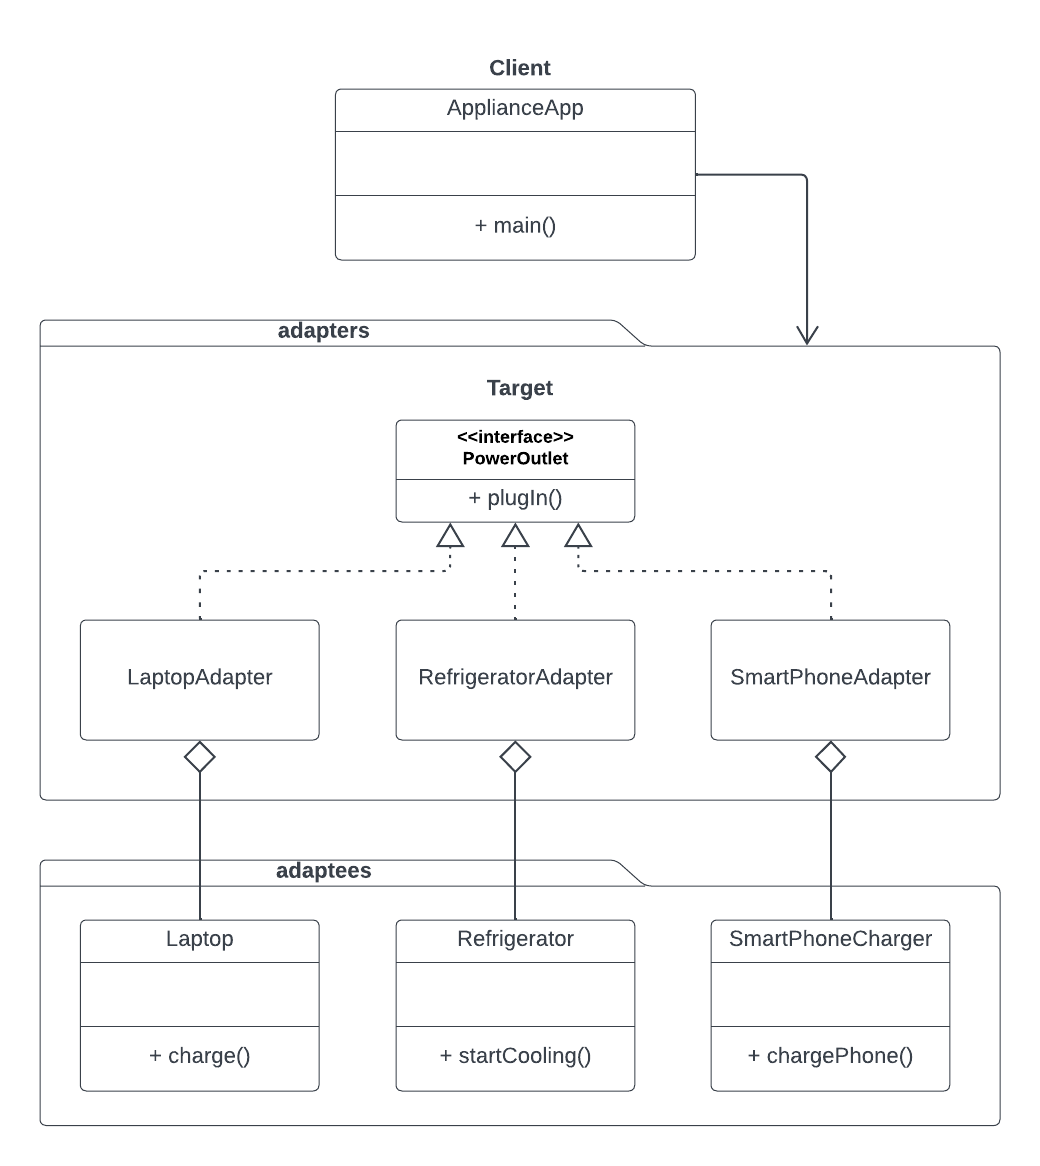 Client
ApplianceApp
+ main()
adapters
Target
<<interface>>
PowerOutlet
+ plugIn()
LaptopAdapter
RefrigeratorAdapter
SmartPhoneAdapter
adaptees
Laptop
Refrigerator
SmartPhoneCharger
+ charge()
+ startCooling()
+ chargePhone()